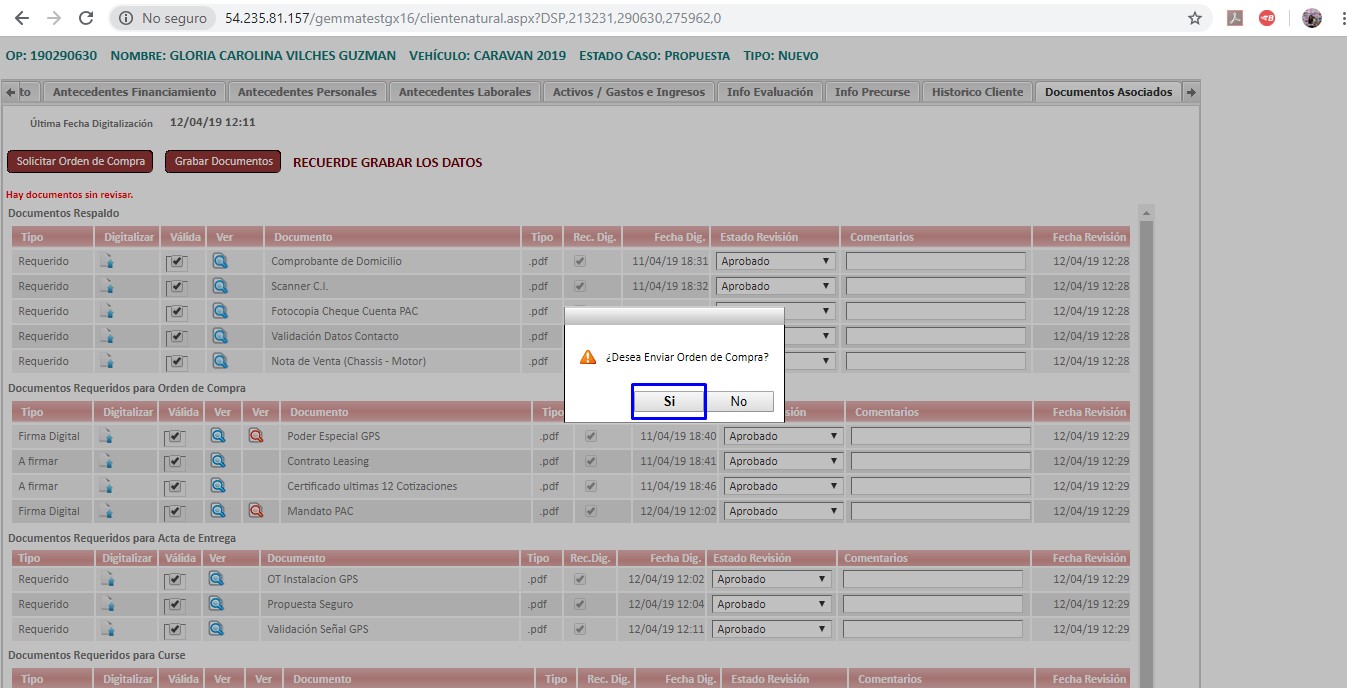 No seguro 54.235.81.157/gemmatestgx16/clientenatural.aspx?DSP,213231,290630,275962,0
OP: 190290630 NOMBRE: GLORIA CAROLINA VILCHES GUZMAN VEHÍCULO: CARAVAN 2019 ESTADO CASO: PROPUESTA TIPO: NUEVO
to Antecedentes Financiamiento Antecedentes Personales Antecedentes Laborales Activos / Gastos e Ingresos Info Evaluación Info Precurse Historico Cliente Documentos Asociados
Última Fecha Digitalización 12/04/19 12:11
Solicitar Orden de Compra Grabar Documentos RECUERDE GRABAR LOS DATOS
Hay documentos sin revisar.
Documentos Respaldo
Tipo Digitalizar Válida Ver Documento Tipo Rec. Dig. Fecha Dig. Estado Revisión Comentarios Fecha Revisión
Requerido Comprobante de Domicilio .pdf 11/04/19 18:31 Aprobado 12/04/19 12:28
Requerido Scanner C.I. .pdf 11/04/19 18:32 Aprobado 12/04/19 12:28
Requerido Fotocopia Cheque Cuenta PAC .pdf 12/04/19 12:28
Requerido Validación Datos Contacto .pdf 12/04/19 12:28
Requerido Nota de Venta (Chassis - Motor) .pdf 12/04/19 12:28
¿Desea Enviar Orden de Compra?
Si No
Documentos Requeridos para Orden de Compra
Tipo Digitalizar Válida Ver Ver Documento Tipo sión Comentarios Fecha Revisión
Firma Digital Poder Especial GPS .pdf 11/04/19 18:40 Aprobado 12/04/19 12:29
A firmar Contrato Leasing .pdf 11/04/19 18:41 Aprobado 12/04/19 12:29
A firmar Certificado ultimas 12 Cotizaciones .pdf 11/04/19 18:46 Aprobado 12/04/19 12:29
Firma Digital Mandato PAC .pdf 12/04/19 12:02 Aprobado 12/04/19 12:29
Documentos Requeridos para Acta de Entrega
Tipo Digitalizar Válida Ver Documento Tipo Rec.Dig. Fecha Dig. Estado Revisión Comentarios Fecha Revisión
Requerido OT Instalacion GPS .pdf 12/04/19 12:02 Aprobado 12/04/19 12:29
Requerido Propuesta Seguro .pdf 12/04/19 12:04 Aprobado 12/04/19 12:29
Requerido Validación Señal GPS .pdf 12/04/19 12:11 Aprobado 12/04/19 12:29
Documentos Requeridos para Curse
Tipo Digitalizar Válida Ver Ver Documento Tipo Rec. Dig. Fecha Dig. Estado Revisión Comentarios Fecha Revisión